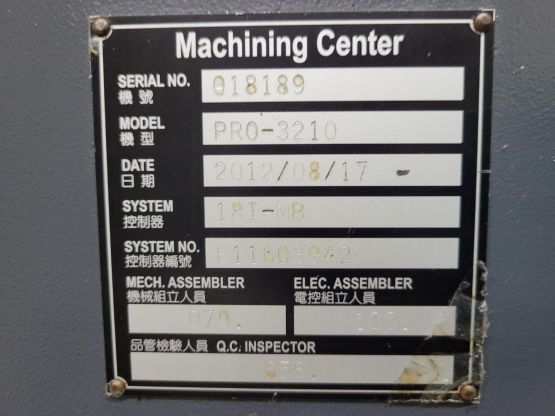 Machining Center
SERIAL NO. 018189
機號
MODEL PRO-3210
機型
DATE 2012/08/17
日期
SYSTEM 18I-MB
控制器
SYSTEM NO.
控制器編號
MECH. ASSEMBLER ELEC. ASSEMBLER
機械組立人員 電控組立人員
079.
品管檢驗人員 Q.C. INSPECTOR